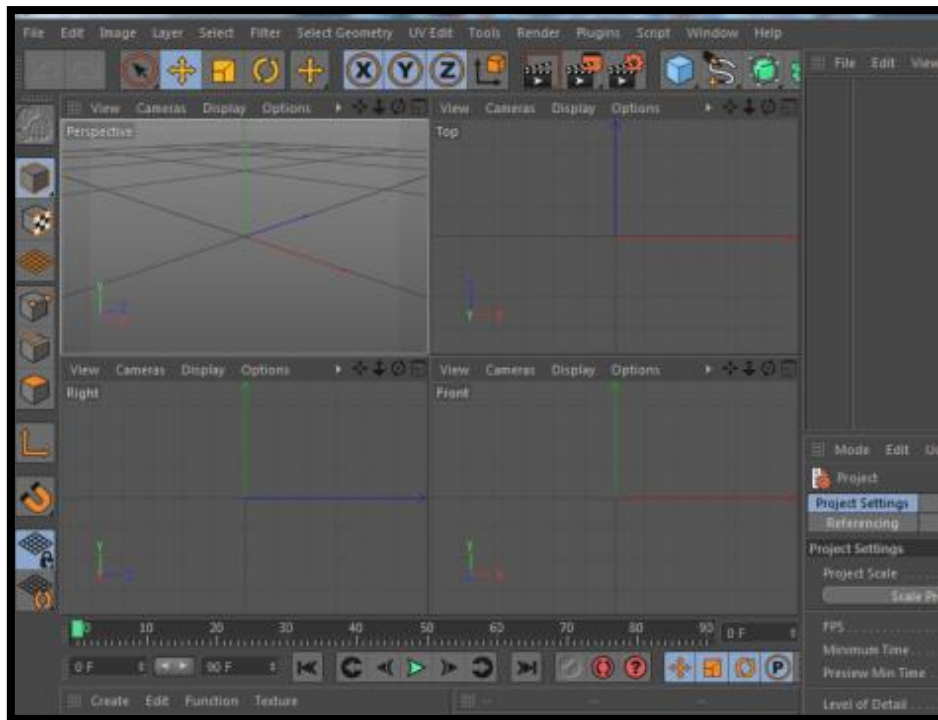 File Edit Image Layer Select Filter Select Geometry UV Edit Tools Render Plugins Script Window Help
File Edit View
X Y Z
View Cameras Display Options
View Cameras Display Options
Perspective
Top
Y
Y
View Cameras Display Options
View Cameras Display Options
Right
Front
Y
Y
Mode Edit
Project
Project Settings
Referencing
Project Settings
Project Scale
Scale
FPS
Minimum Time
Preview Min Time
Level of Detail
0 10 20 30 40 50 60 70 80 90 0 F
0 F 90 F
? P
Create Edit Function Texture